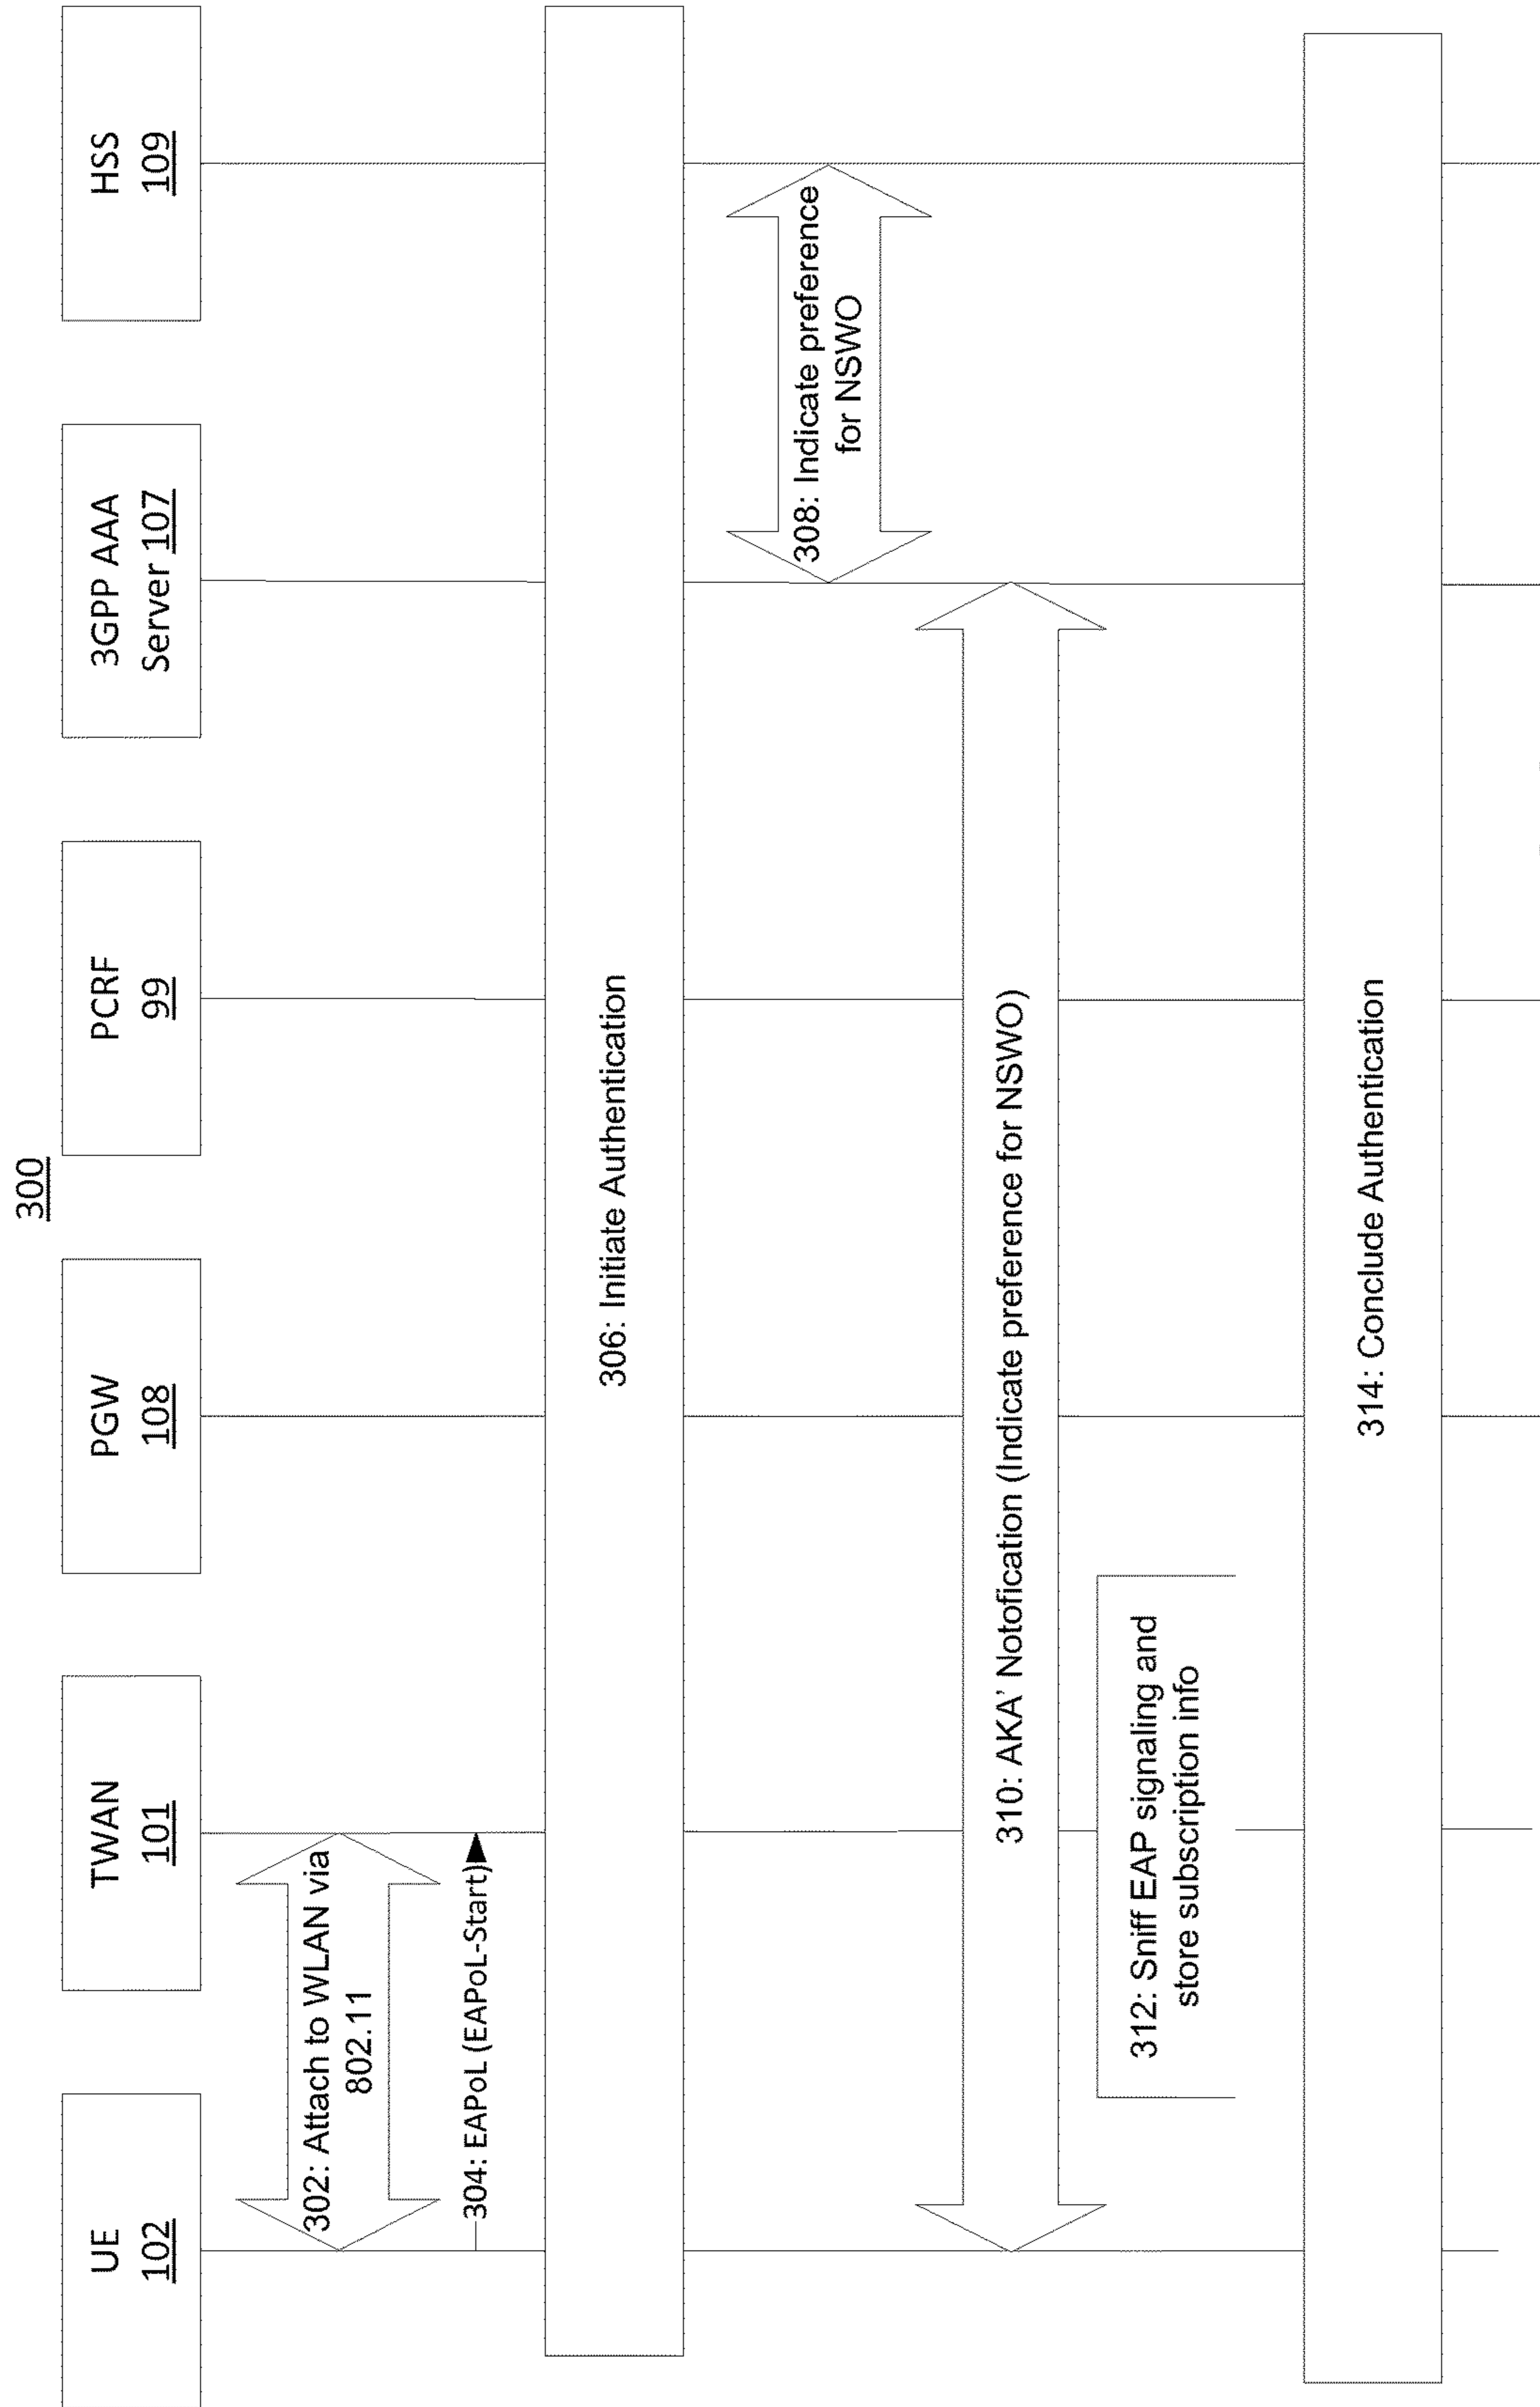 300
UE
102
TWAN
101
PGW
108
PCRF
99
3GPP AAA
Server 107
HSS
109
302: Attach to WLAN via
802.11
304: EAPoL (EAPoL-Start)
306: Initiate Authentication
308: Indicate preference
for NSWO
310: AKA' Notofication (Indicate preference for NSWO)
312: Sniff EAP signaling and
store subscription info
314: Conclude Authentication